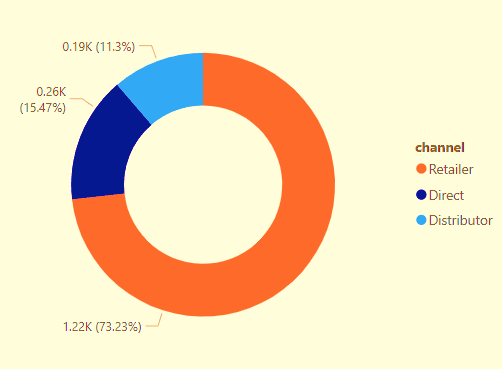 0.19K (11.3%)
0.26K
(15.47%)
1.22K (73.23%)
channel
Retailer
Direct
Distributor